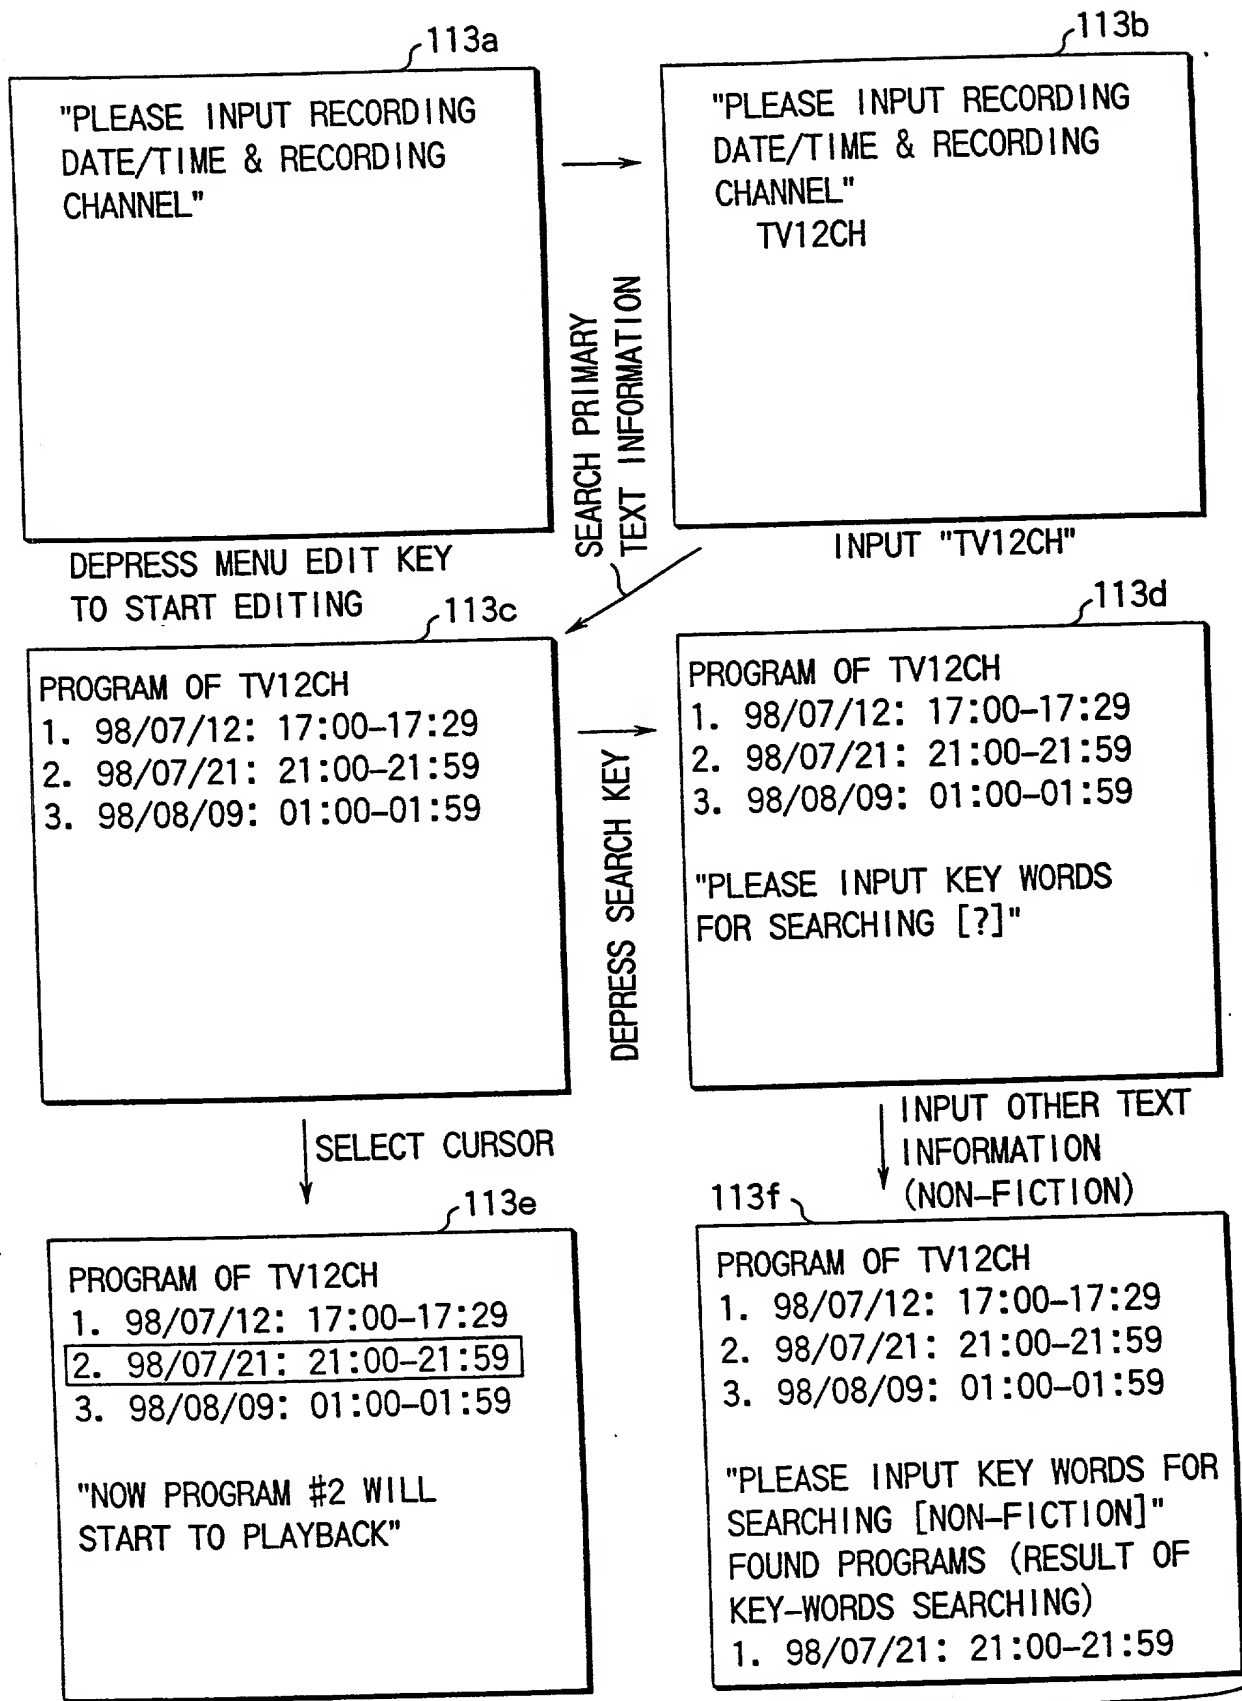 113a
"PLEASE INPUT RECORDING
DATE/TIME & RECORDING
CHANNEL"
DEPRESS MENU EDIT KEY
TO START EDITING
113b
"PLEASE INPUT RECORDING
DATE/TIME & RECORDING
CHANNEL"
TV12CH
INPUT "TV12CH"
SEARCH PRIMARY
TEXT INFORMATION
113c
PROGRAM OF TV12CH
1. 98/07/12: 17:00-17:29
2. 98/07/21: 21:00-21:59
3. 98/08/09: 01:00-01:59
DEPRESS SEARCH KEY
113d
PROGRAM OF TV12CH
1. 98/07/12: 17:00-17:29
2. 98/07/21: 21:00-21:59
3. 98/08/09: 01:00-01:59
"PLEASE INPUT KEY WORDS
FOR SEARCHING [?]"
SELECT CURSOR
INPUT OTHER TEXT
INFORMATION
(NON-FICTION)
113e
PROGRAM OF TV12CH
1. 98/07/12: 17:00-17:29
2. 98/07/21: 21:00-21:59
3. 98/08/09: 01:00-01:59
"NOW PROGRAM #2 WILL
START TO PLAYBACK"
113f
PROGRAM OF TV12CH
1. 98/07/12: 17:00-17:29
2. 98/07/21: 21:00-21:59
3. 98/08/09: 01:00-01:59
"PLEASE INPUT KEY WORDS FOR
SEARCHING [NON-FICTION]"
FOUND PROGRAMS (RESULT OF
KEY-WORDS SEARCHING)
1. 98/07/21: 21:00-21:59